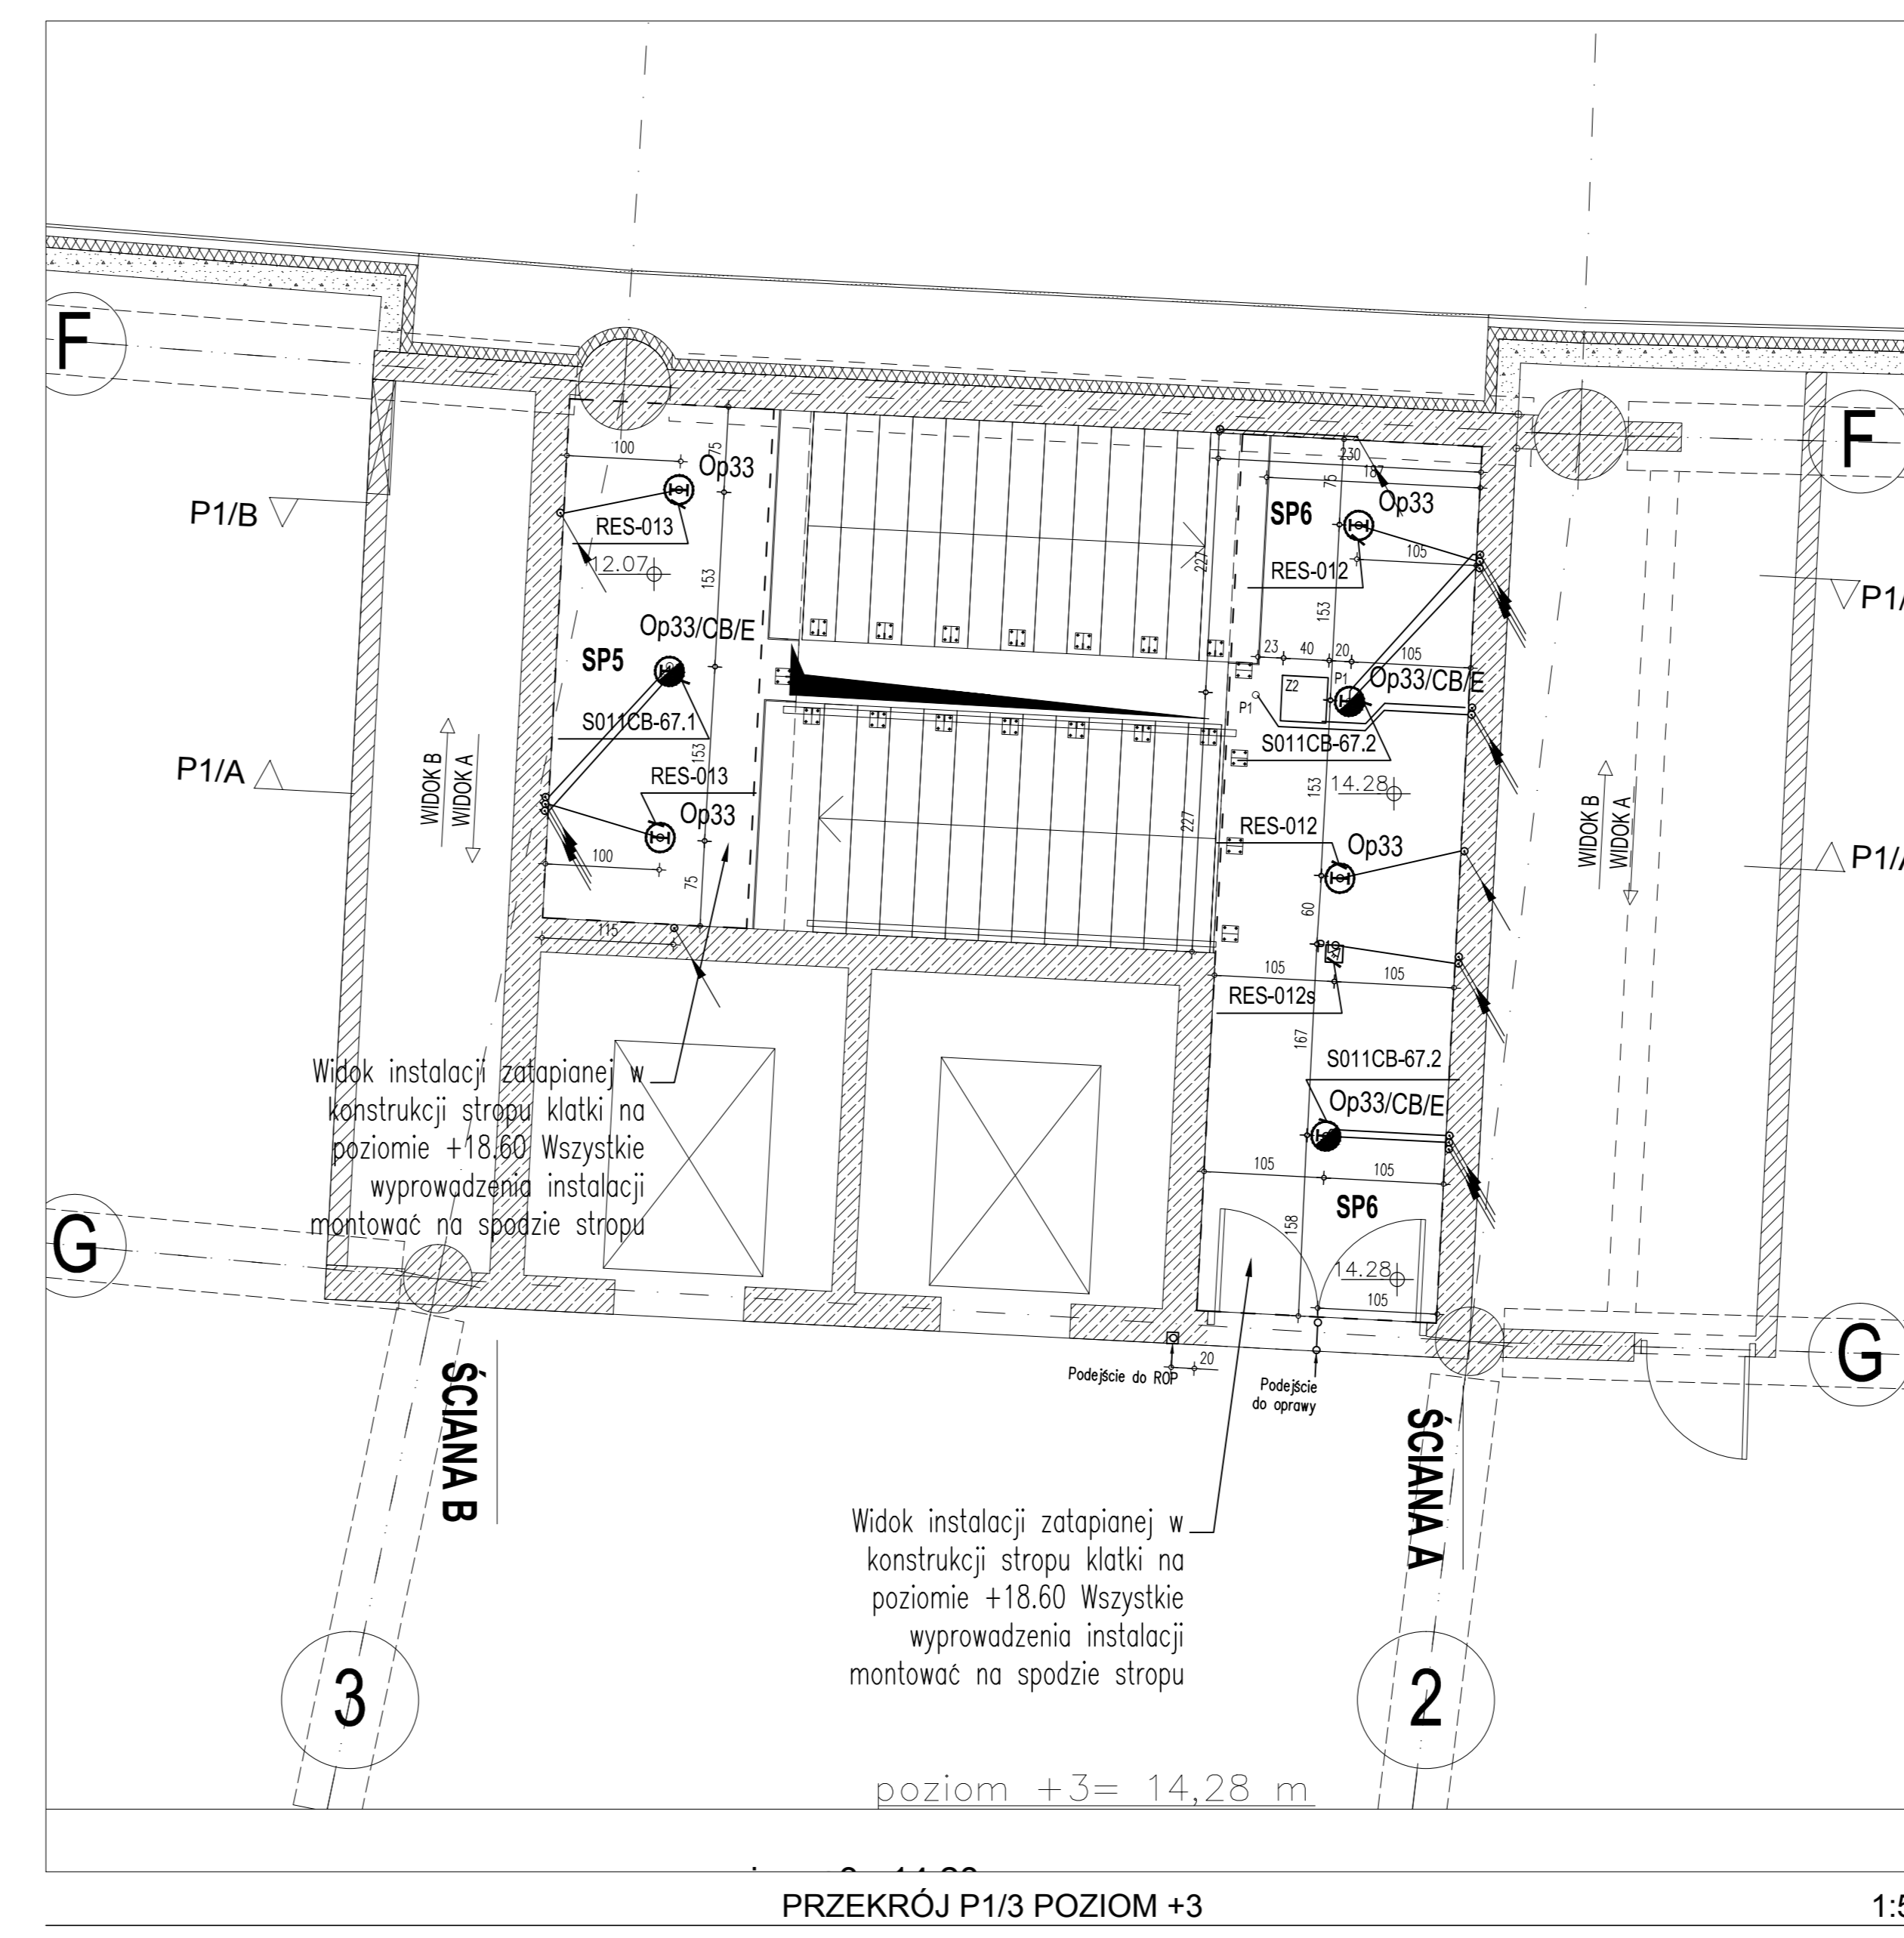 F
F
P1/B
P1/A
WIDOK B
WIDOK A
100
75
Op33
RES-013
12.07
153
Op33/CB/E
SP5
S011CB-67.1
153
RES-013
Op33
100
75
115
230
187
75
SP6
Op33
105
RES-012
227
153
23
40
20
105
P1
Z2
P1
Op33/CB/E
S011CB-67.2
153
14.28
227
RES-012
Op33
60
105
105
RES-012s
167
S011CB-67.2
Op33/CB/E
105
105
SP6
158
14.28
105
WIDOK B
WIDOK A
Widok instalacji zatapianej w
konstrukcji stropu klatki na
poziomie +18.60 Wszystkie
wyprowadzenia instalacji
montować na spodzie stropu
G
G
20
Podejście do ROP
Podejście
do oprawy
ŚCIANA B
ŚCIANA A
Widok instalacji zatapianej w
konstrukcji stropu klatki na
poziomie +18.60 Wszystkie
wyprowadzenia instalacji
montować na spodzie stropu
3
2
poziom +3= 14,28 m
PRZEKRÓJ P1/3 POZIOM +3